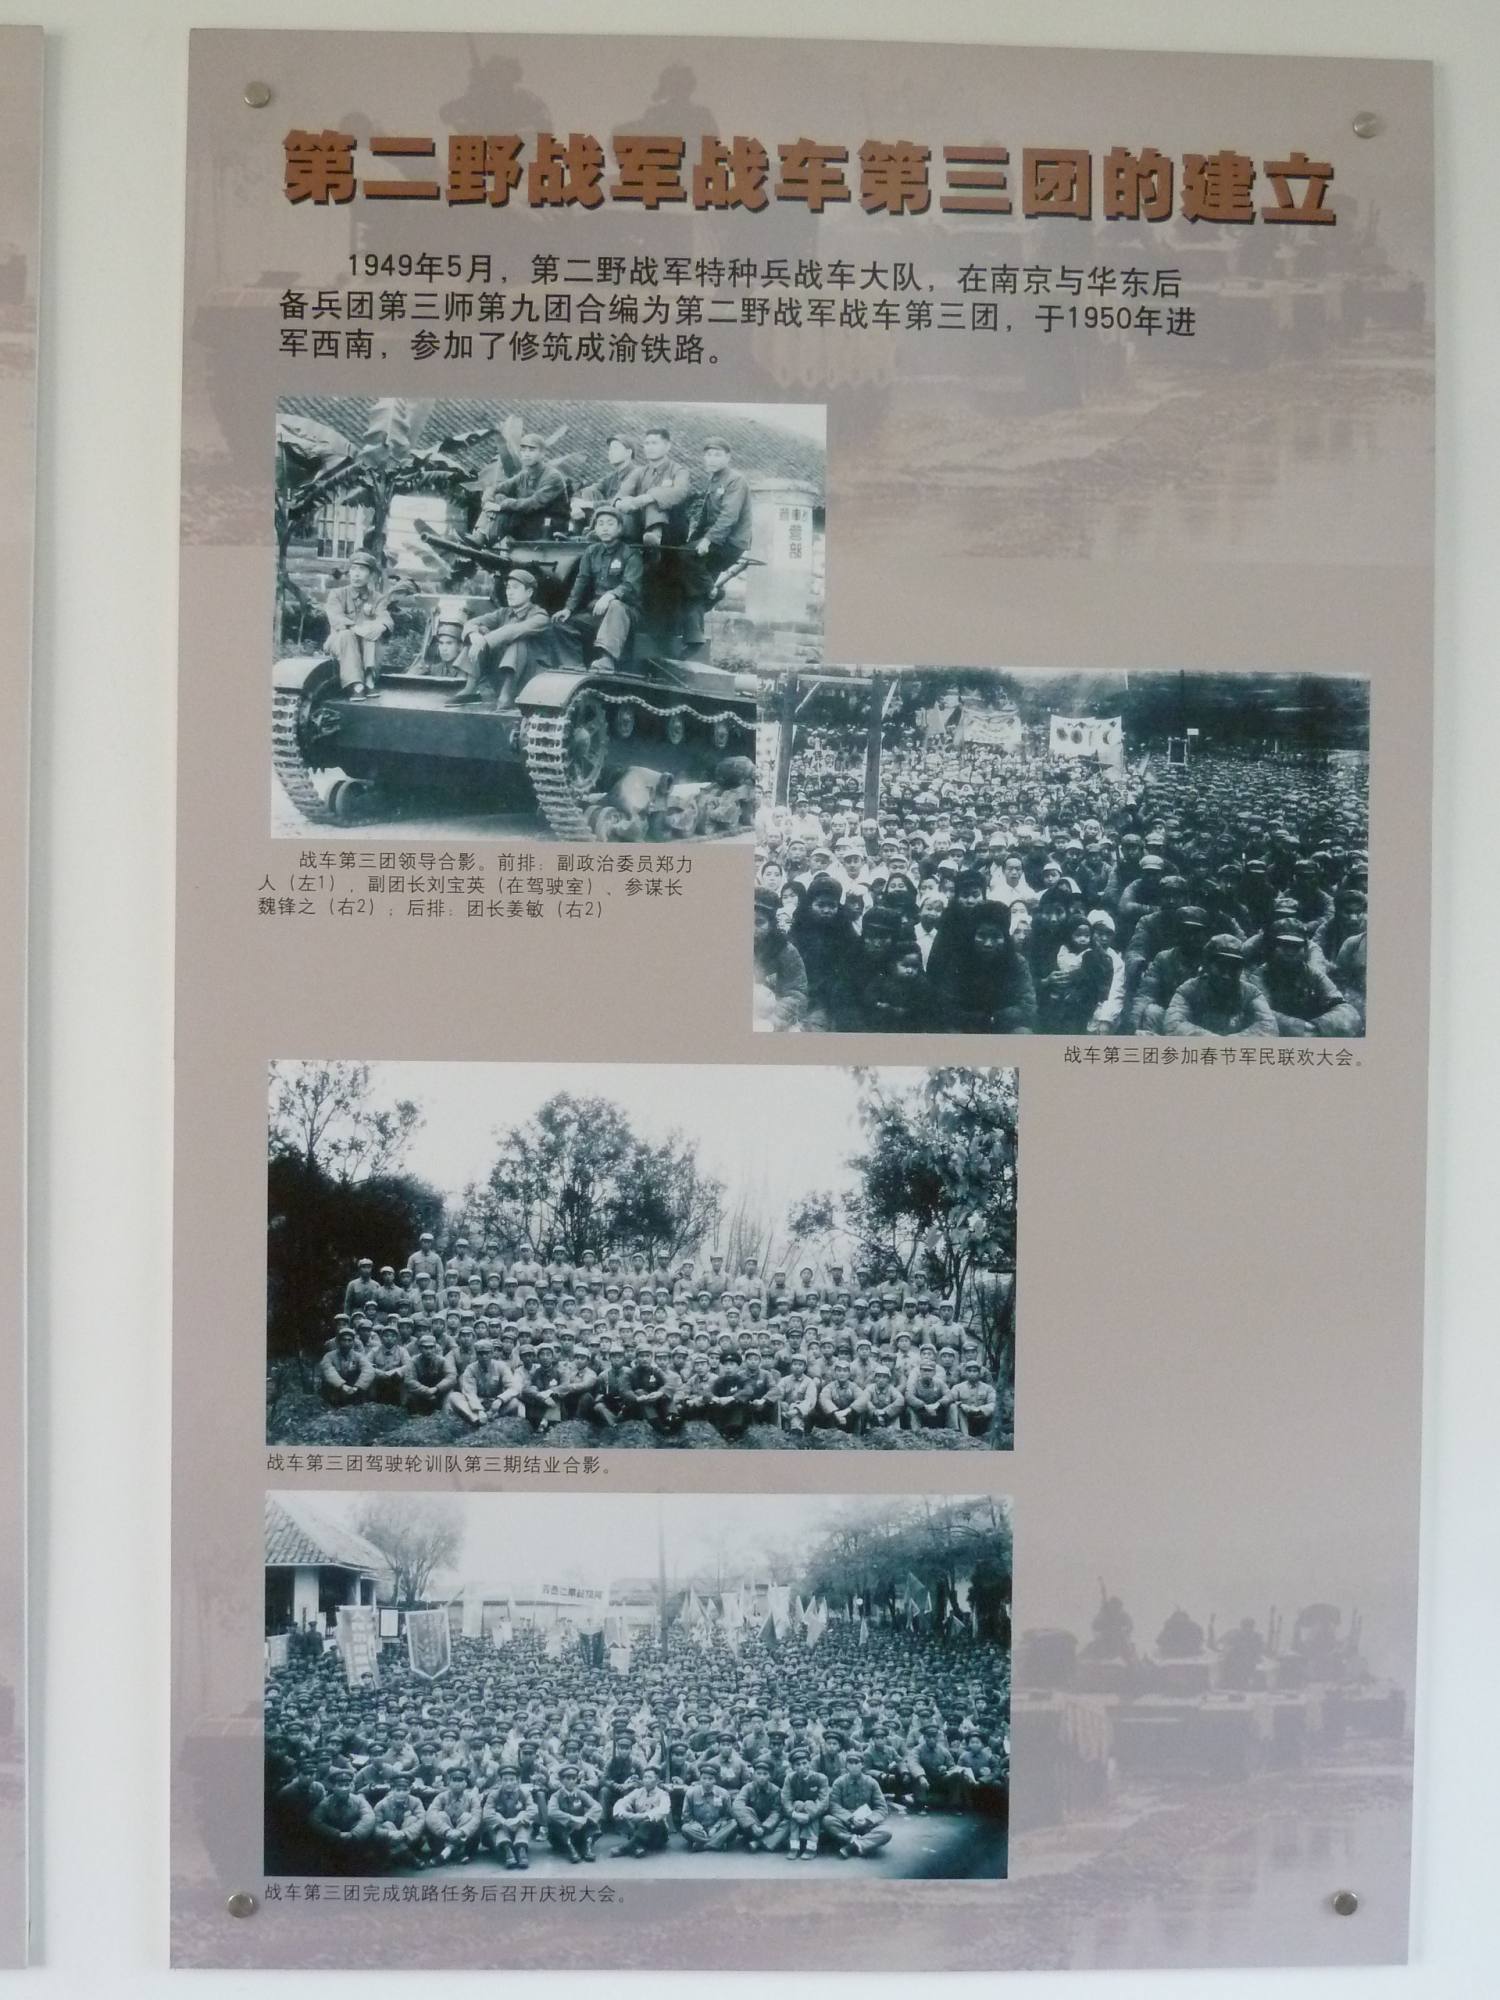 第二野战军战车第三团的建立
1949年5月，第二野战军特种兵战车大队，在南京与华东后
备兵团第三师第九团合编为第二野战军战车第三团，于1950年进
军西南，参加了修筑成渝铁路。
营部
战车第三团领导合影。前排：副政治委员郑力
人（左1），副团长刘宝英（在驾驶室）、参谋长
魏锋之（右2）；后排：团长姜敏（右2）
战车第三团参加春节军民联欢大会。
战车第三团驾驶轮训队第三期结业合影。
战车第三团完成筑路任务后召开庆祝大会。